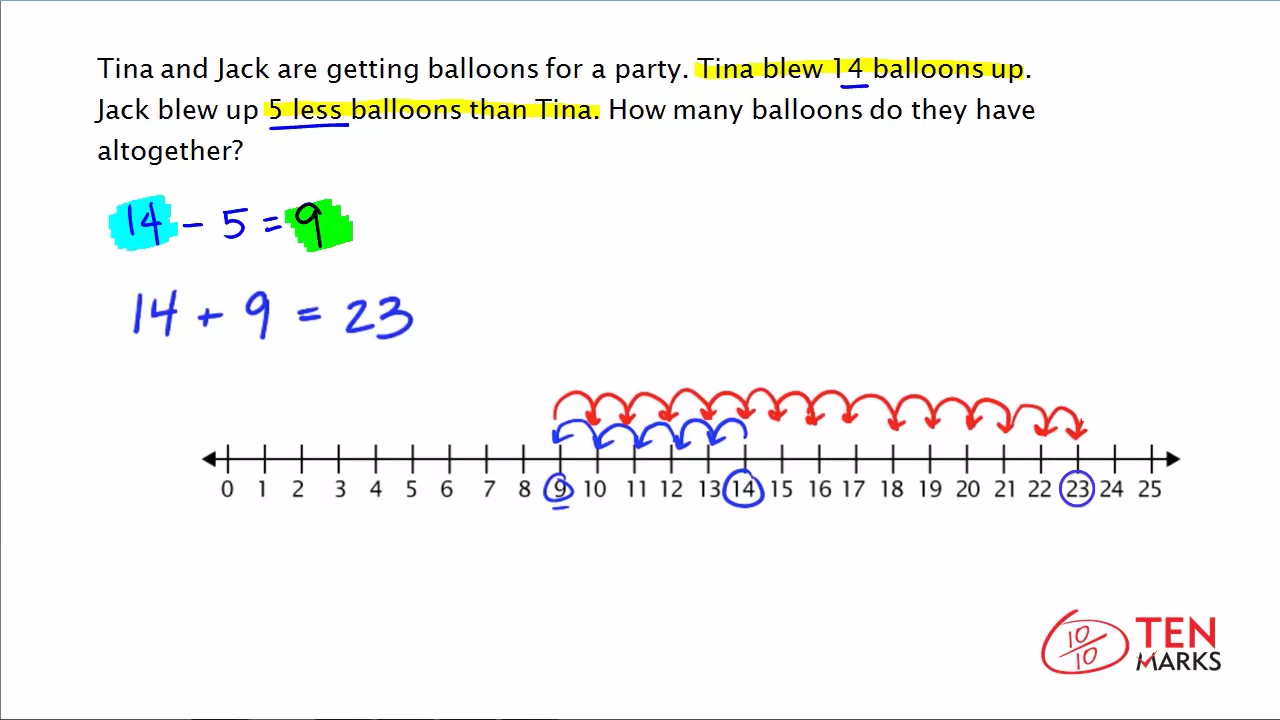 Tina and Jack are getting balloons for a party. Tina blew 14 balloons up.
Jack blew up 5 less balloons than Tina. How many balloons do they have
altogether?
14 - 5 = 9
14 + 9 = 23
0 1 2 3 4 5 6 7 8 9 10 11 12 13 14 15 16 17 18 19 20 21 22 23 24 25
10/10 TEN
MARKS